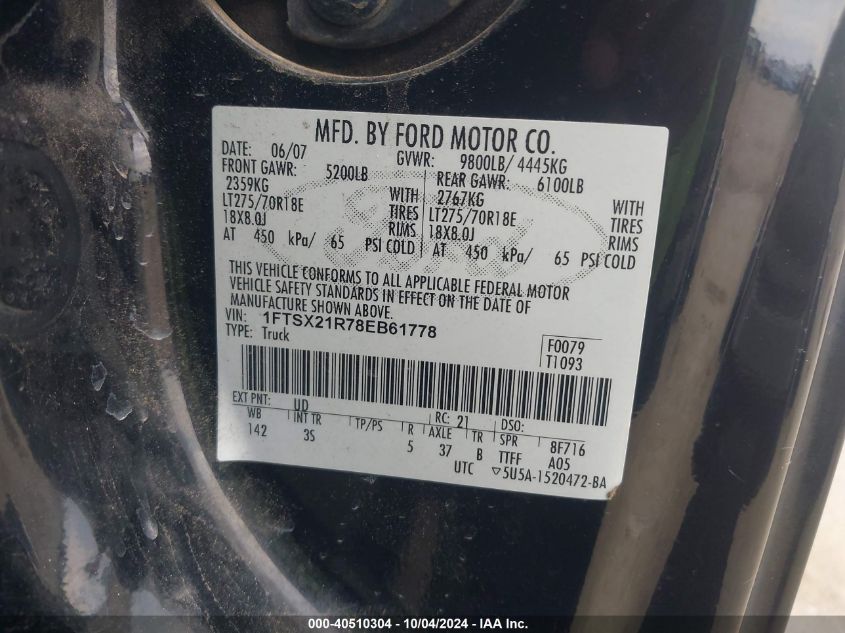 MFD. BY FORD MOTOR CO.
DATE: 06/07 GVWR: 9800LB/ 4445KG
FRONT GAWR: 5200LB REAR GAWR: 6100LB
2359KG WITH 2767KG WITH
LT275/70R18E TIRES LT275/70R18E TIRES
18X8.0J RIMS 18X8.0J RIMS
AT 450 kPa/ 65 PSI COLD AT 450 kPa/ 65 PSI COLD
THIS VEHICLE CONFORMS TO ALL APPLICABLE FEDERAL MOTOR
VEHICLE SAFETY STANDARDS IN EFFECT ON THE DATE OF
MANUFACTURE SHOWN ABOVE.
VIN: 1FTSX21R78EB61778
TYPE: Truck
F0079
T1093
EXT PNT: UD RC: 21 DSO:
WB INT TR TP/PS R AXLE TR SPR 8F716
142 3S 5 37 B TTFF A05
UTC ▽5U5A-1520472-BA
000-40510304 - 10/04/2024 - IAA Inc.